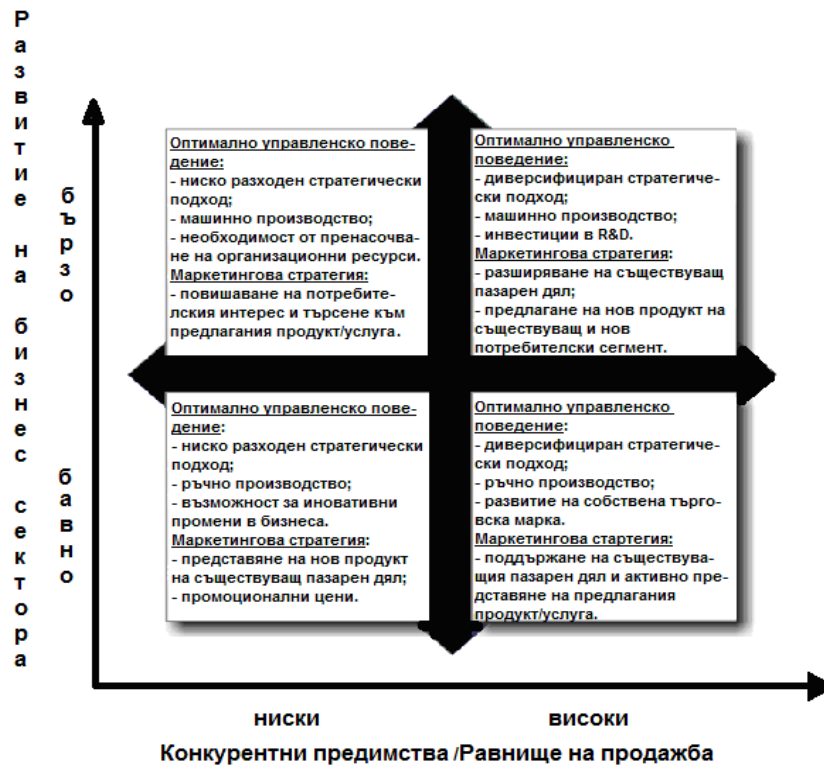 Развитие на бизнес сектора
бързо
бавно
Оптимално управленско пове-
дение:
- ниско разходен стратегически
подход;
- машинно производство;
- необходимост от пренасочва-
не на организационни ресурси.
Маркетингова стратегия:
- повишаване на потребите-
лския интерес и търсене към
предлагания продукт/услуга.
Оптимално управленско
поведение:
- диверсифициран стратегиче-
ски подход;
- машинно производство;
- инвестиции в R&D.
Маркетингова стратегия:
- разширяване на съществуващ
пазарен дял;
- предлагане на нов продукт на
съществуващ и нов
потребителски сегмент.
Оптимално управленско пове-
дение:
- ниско разходен стратегически
подход;
- ръчно производство;
- възможност за иновативни
промени в бизнеса.
Маркетингова стратегия:
- представяне на нов продукт
на съществуващ пазарен дял;
- промоционални цени.
Оптимално управленско
поведение:
- диверсифициран стратегиче-
ски подход;
- ръчно производство;
- развитие на собствена търго-
вска марка.
Маркетингова стартегия:
- поддържане на съществува-
щия пазарен дял и активно пре-
дставяне на предлагания
продукт/услуга.
ниски
високи
Конкурентни предимства /Равнище на продажба